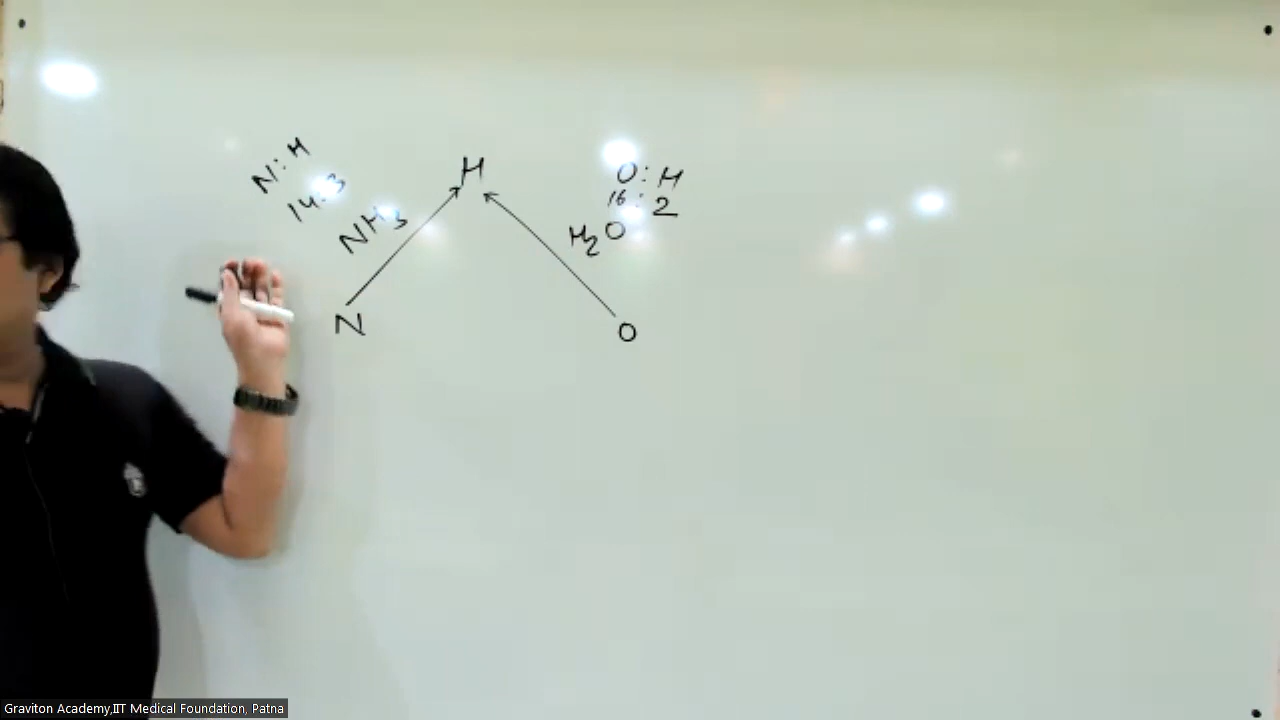 N:H
14:3
NH3
H
O:H
16:2
H2O
N
O
Graviton Academy,IIT Medical Foundation, Patna